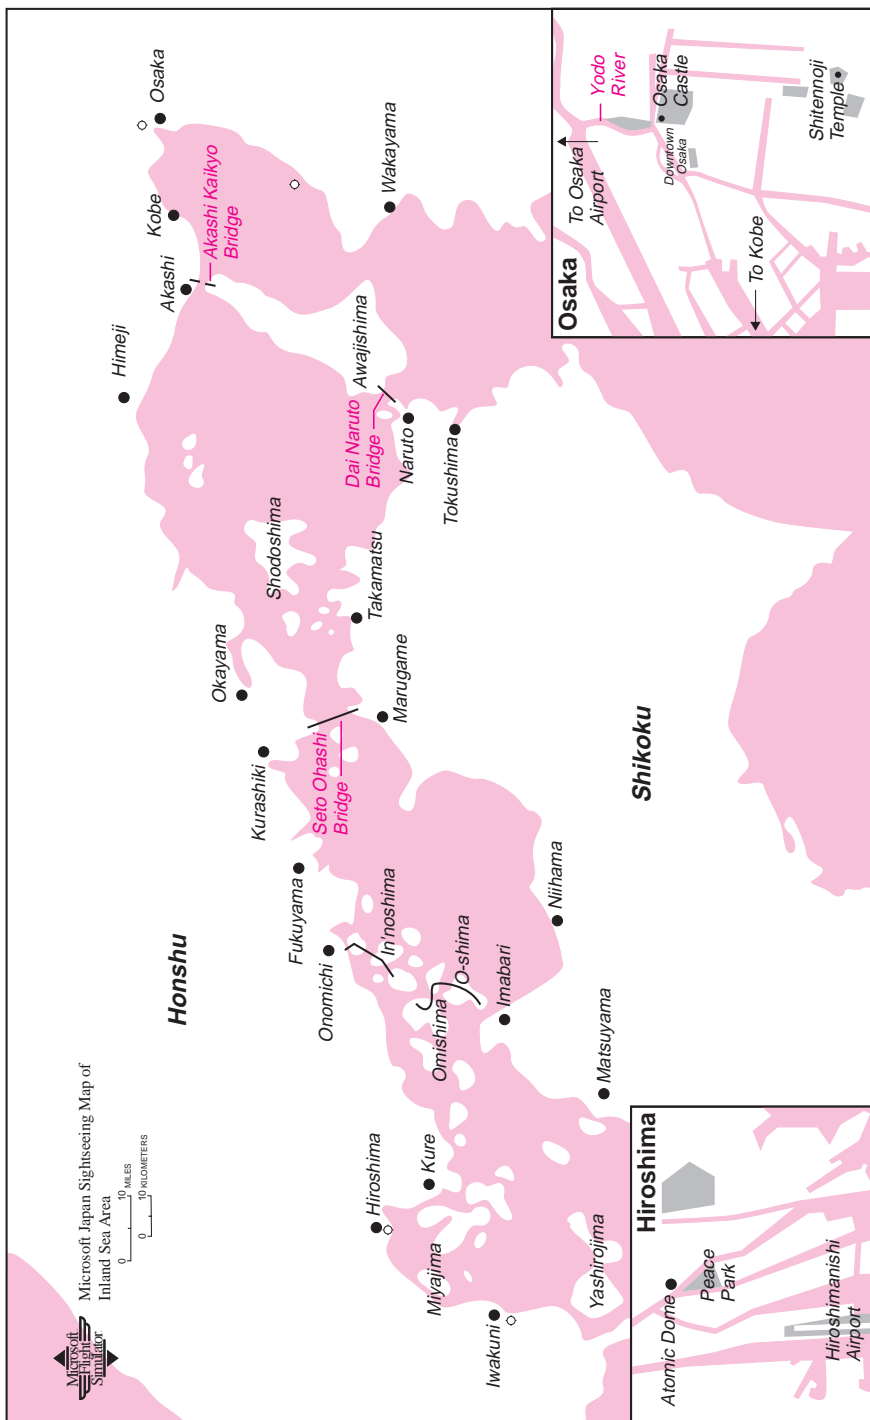 Microsoft
Flight
Simulator
Microsoft Japan Sightseeing Map of
Inland Sea Area
0
10
MILES
0
10
KILOMETERS
Honshu
Osaka
Kobe
Akashi Kaikyo
Bridge
Akashi
Himeji
Wakayama
Awajishima
Dai Naruto
Bridge
Naruto
Tokushima
Shodoshima
Takamatsu
Okayama
Marugame
Kurashiki
Seto Ohashi
Bridge
Shikoku
Fukuyama
In'noshima
Onomichi
Niihama
O-shima
Omishima
Imabari
Matsuyama
Hiroshima
Kure
Miyajima
Iwakuni
Yashirojima
Hiroshima
Atomic Dome
Peace
Park
Hiroshimanishi
Airport
Osaka
To Osaka
Airport
Yodo
River
Osaka
Castle
Downtown
Osaka
Shitennoji
Temple
To Kobe